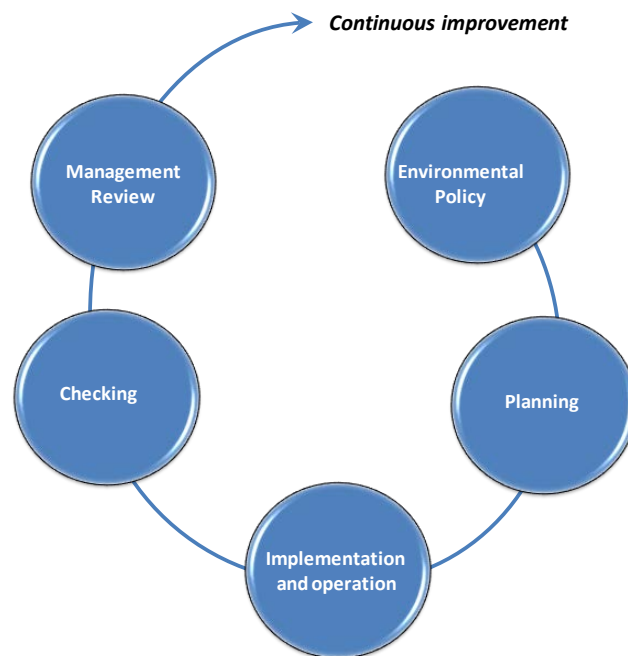 Continuous improvement
Management
Review
Environmental
Policy
Checking
Planning
Implementation
and operation